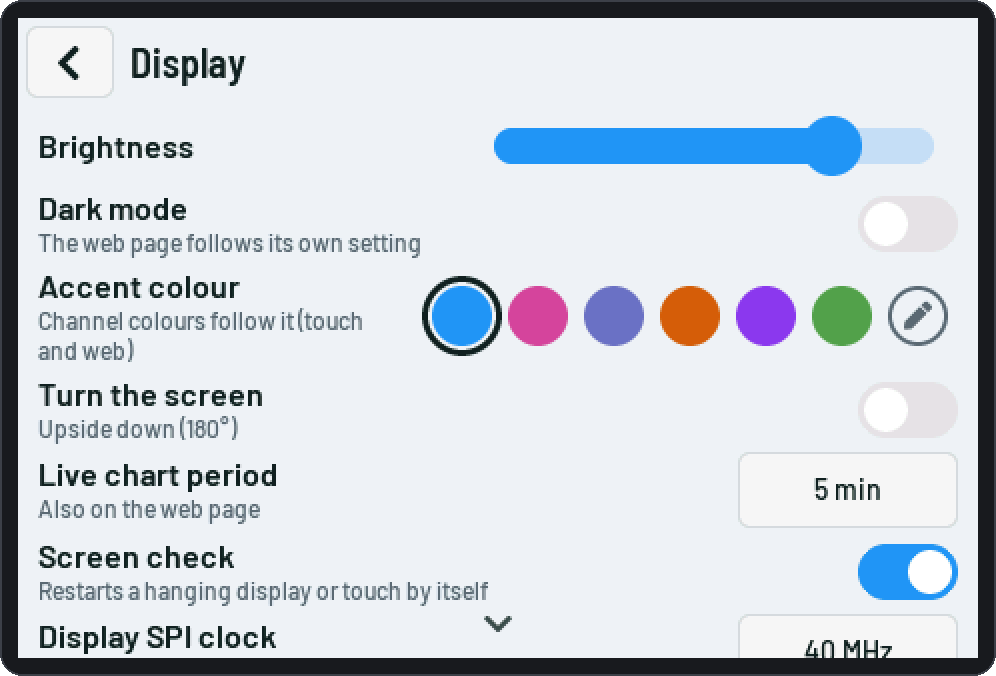 Display
Brightness
Dark mode
The web page follows its own setting
Accent colour
Channel colours follow it (touch
and web)
Turn the screen
Upside down (180°)
Live chart period
5 min
Also on the web page
Screen check
Restarts a hanging display or touch by itself
Display SPI clock
40 MHz